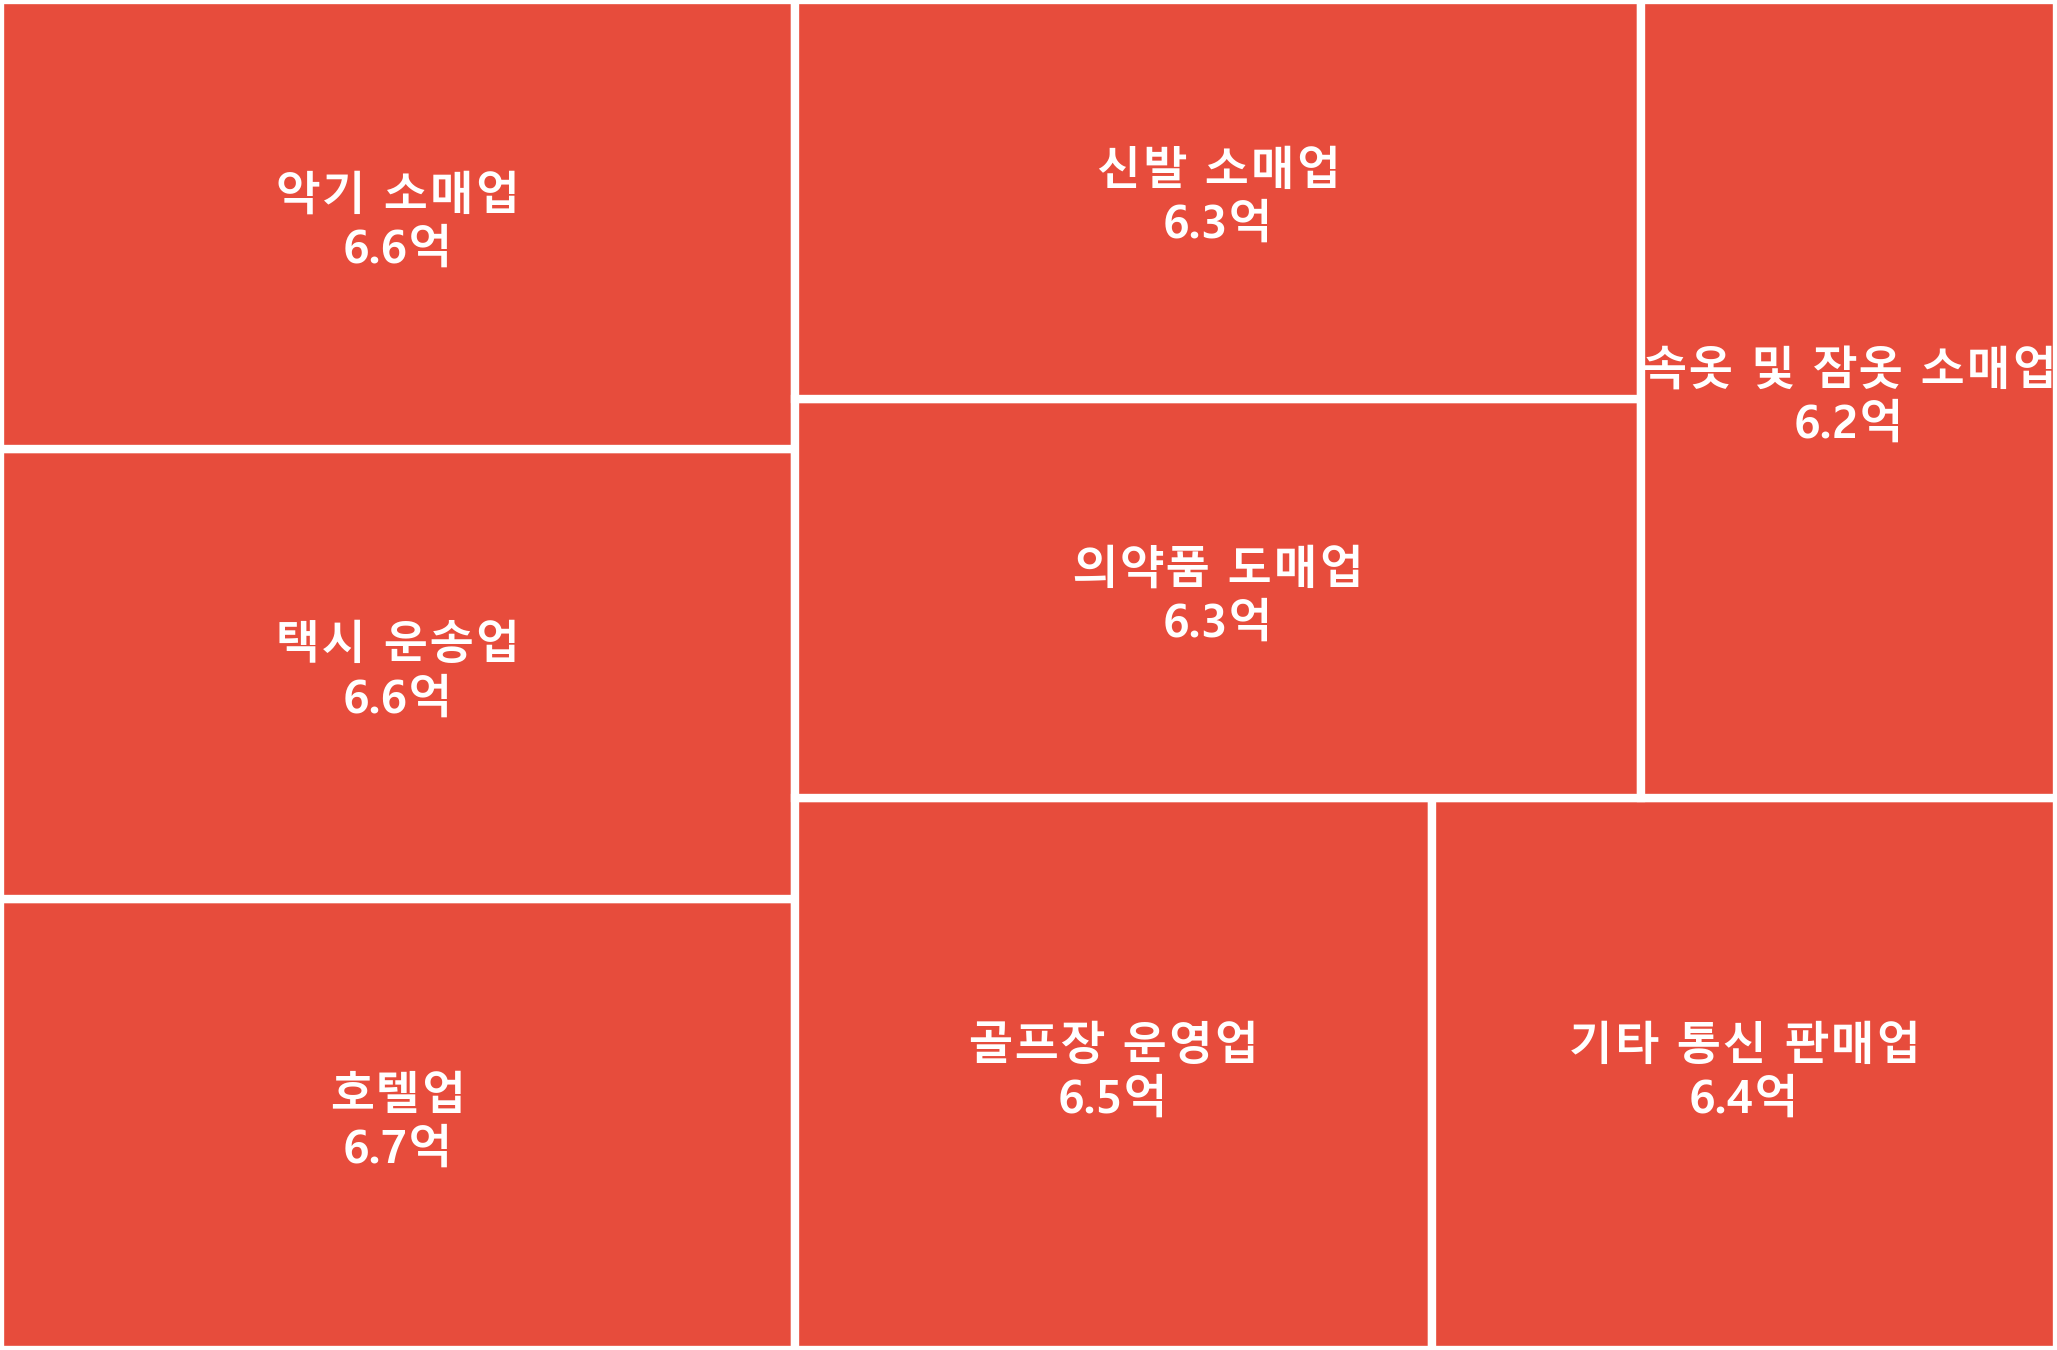 악기 소매업
6.6억
신발 소매업
6.3억
속옷 및 잠옷 소매업
6.2억
택시 운송업
6.6억
의약품 도매업
6.3억
호텔업
6.7억
골프장 운영업
6.5억
기타 통신 판매업
6.4억